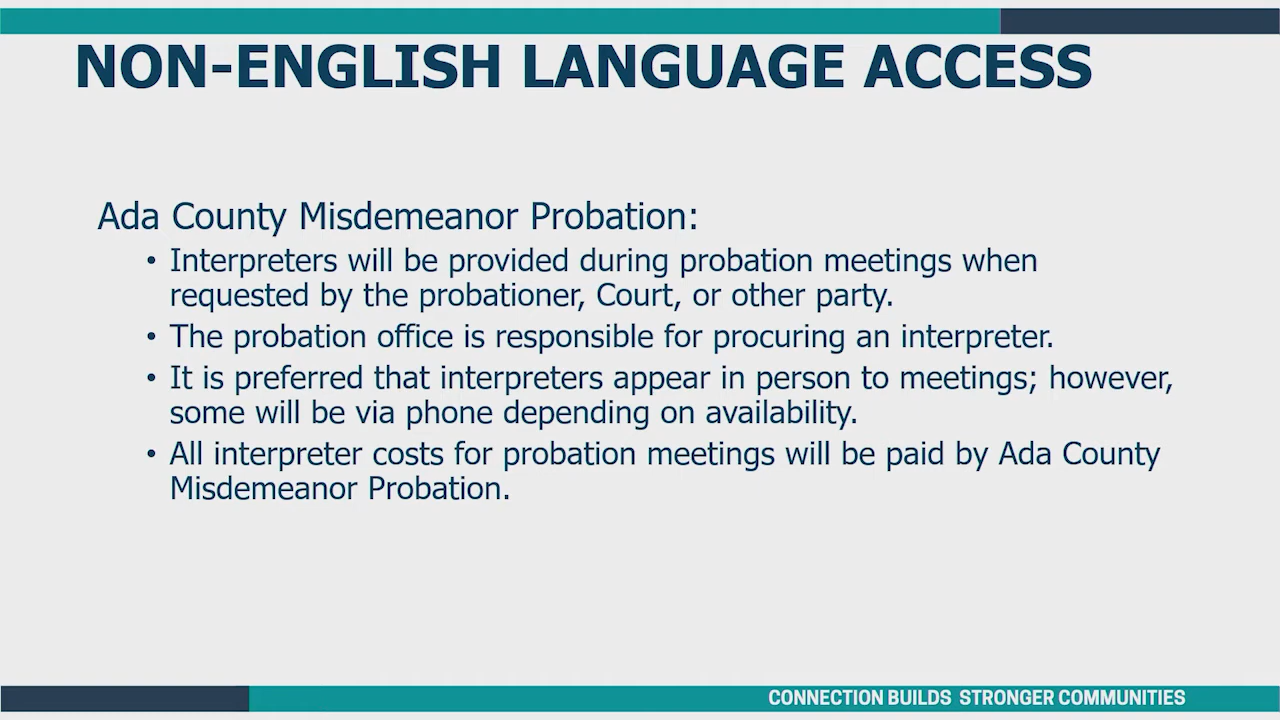 NON-ENGLISH LANGUAGE ACCESS
Ada County Misdemeanor Probation:
• Interpreters will be provided during probation meetings when
requested by the probationer, Court, or other party.
• The probation office is responsible for procuring an interpreter.
• It is preferred that interpreters appear in person to meetings; however,
some will be via phone depending on availability.
• All interpreter costs for probation meetings will be paid by Ada County
Misdemeanor Probation.
CONNECTION BUILDS STRONGER COMMUNITIES